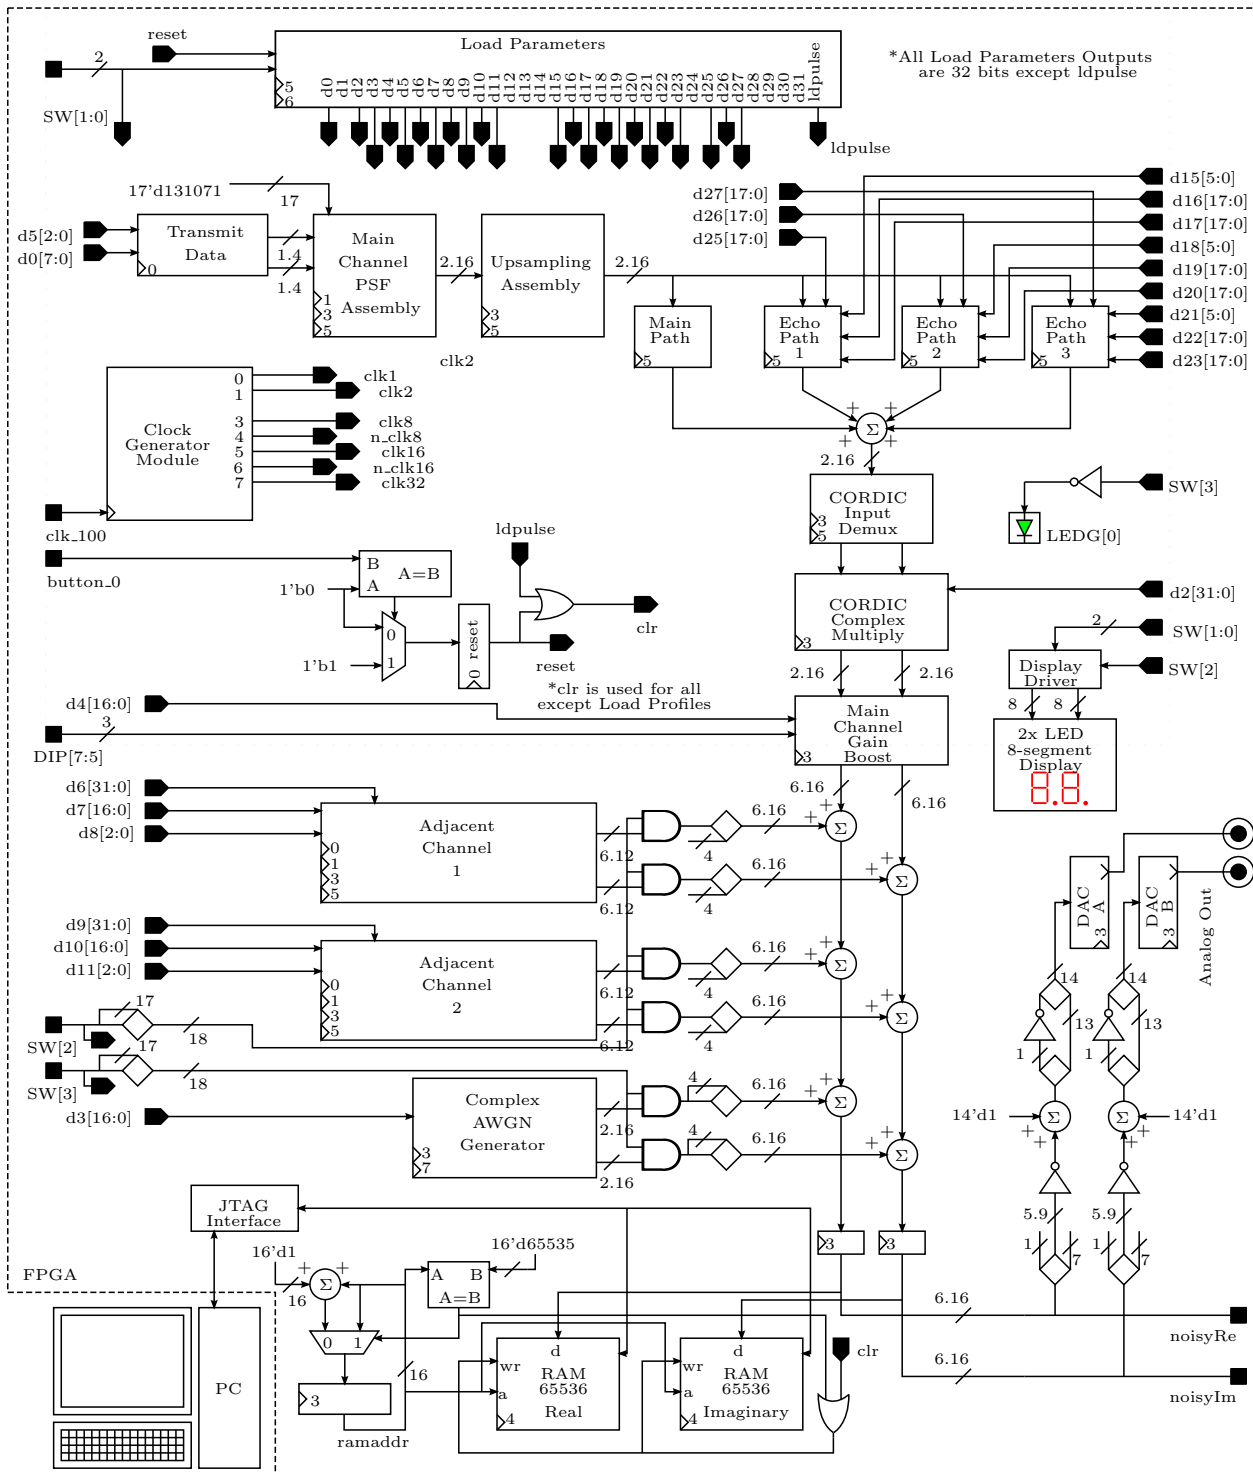 reset
Load Parameters
2
SW[1:0]
5
6
d0
d1
d2
d3
d4
d5
d6
d7
d8
d9
d10
d11
d12
d13
d14
d15
d16
d17
d18
d19
d20
d21
d22
d23
d24
d25
d26
d27
d28
d29
d30
d31
ldpulse
ldpulse
*All Load Parameters Outputs
are 32 bits except ldpulse
17'd131071
17
d5[2:0]
d0[7:0]
Transmit
Data
0
1.4
1.4
Main
Channel
PSF
Assembly
1
3
5
2.16
Upsampling
Assembly
3
5
2.16
clk2
d27[17:0]
d26[17:0]
d25[17:0]
d15[5:0]
d16[17:0]
d17[17:0]
d18[5:0]
d19[17:0]
d20[17:0]
d21[5:0]
d22[17:0]
d23[17:0]
Main
Path
5
Echo
Path
1
5
Echo
Path
2
5
Echo
Path
3
5
+ +
Σ
+ +
2.16
Clock
Generator
Module
0
1
3
4
5
6
7
clk1
clk2
clk8
n_clk8
clk16
n_clk16
clk32
clk_100
button_0
CORDIC
Input
Demux
3
5
SW[3]
LEDG[0]
B
A
A=B
1'b0
0
1
1'b1
0 reset
ldpulse
clr
reset
*clr is used for all
except Load Profiles
CORDIC
Complex
Multiply
3
d2[31:0]
2
SW[1:0]
Display
Driver
SW[2]
8
8
2x LED
8-segment
Display
8.8.
2.16
2.16
d4[16:0]
3
DIP[7:5]
Main
Channel
Gain
Boost
3
6.16
6.16
d6[31:0]
d7[16:0]
d8[2:0]
Adjacent
Channel
1
0
1
3
5
6.12
6.12
4
4
6.16
6.16
+ +
Σ
+ +
Σ
d9[31:0]
d10[16:0]
d11[2:0]
Adjacent
Channel
2
0
1
3
5
6.12
6.12
4
4
6.16
6.16
+ +
Σ
+ +
Σ
17
18
SW[2]
17
18
SW[3]
d3[16:0]
Complex
AWGN
Generator
3
7
2.16
2.16
4
4
6.16
6.16
+ +
Σ
+ +
Σ
DAC
A
3
DAC
B
3
Analog Out
14
14
13
13
1
1
14'd1
Σ
+ +
Σ
+ +
14'd1
5.9
5.9
1
7
1
7
3
3
JTAG
Interface
16'd1
+ +
Σ
16
A B
A=B
16'd65535
FPGA
0 1
16
3
ramaddr
PC
d
wr
a
RAM
65536
Real
4
d
wr
a
RAM
65536
Imaginary
4
clr
6.16
noisyRe
6.16
noisyIm